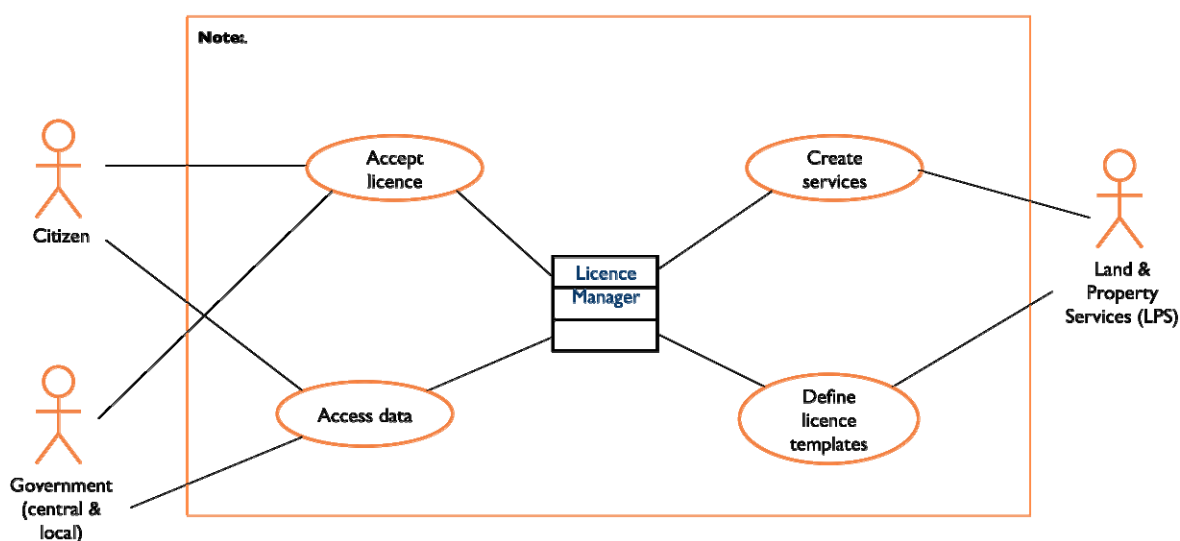 Note:.
Accept
licence
Create
services
Citizen
Licence
Manager
Land &
Property
Services (LPS)
Access data
Define
licence
templates
Government
(central &
local)